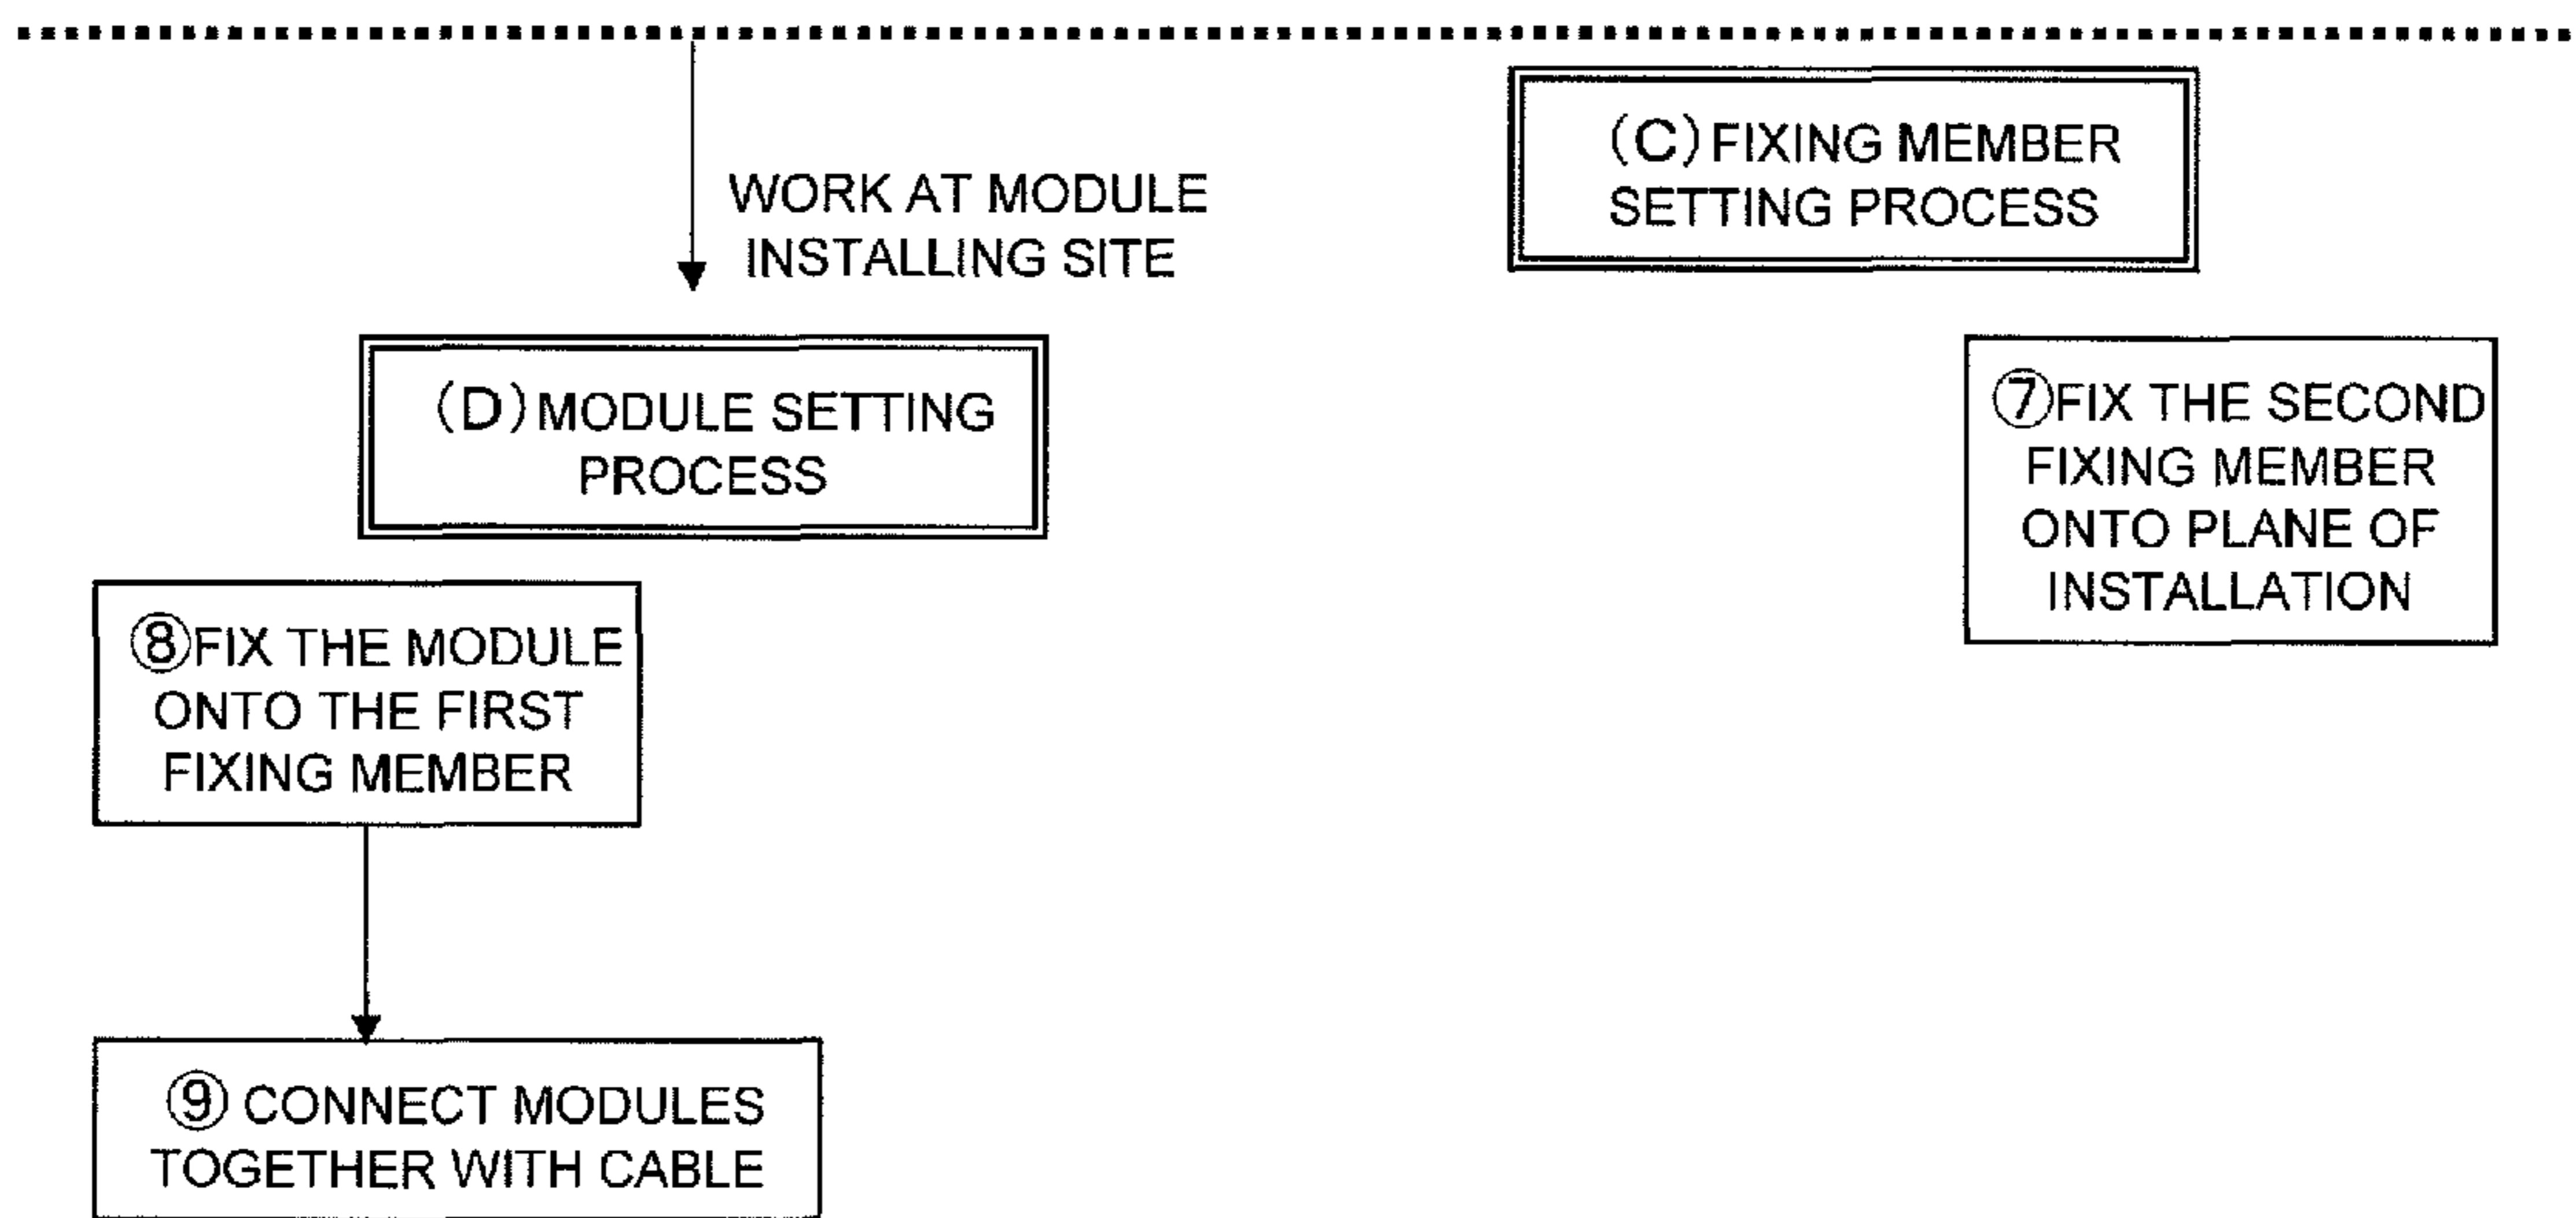 WORK AT MODULE
INSTALLING SITE
(C)FIXING MEMBER
SETTING PROCESS
(D)MODULE SETTING
PROCESS
⑦FIX THE SECOND
FIXING MEMBER
ONTO PLANE OF
INSTALLATION
⑧FIX THE MODULE
ONTO THE FIRST
FIXING MEMBER
⑨ CONNECT MODULES
TOGETHER WITH CABLE